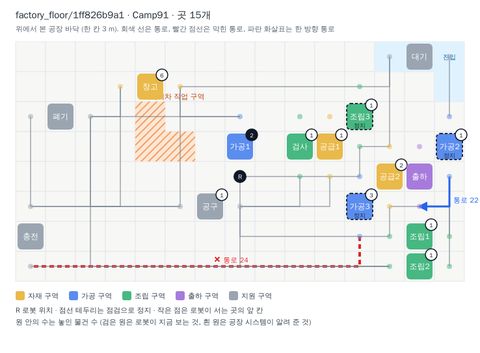 factory_floor/1ff826b9a1 · Camp91 · 곳 15개
위에서 본 공장 바닥 (한 칸 3 m). 회색 선은 통로, 빨간 점선은 막힌 통로, 파란 화살표는 한 방향 통로
대기
전입
창고
6
차 작업 구역
폐기
조립3
1
정지
가공1
2
검사
1
공급1
1
가공2
1
정지
R
공급2
2
출하
통로 22
공구
1
가공3
3
정지
충전
조립1
1
✖ 통로 24
조립2
1
자재 구역
가공 구역
조립 구역
출하 구역
지원 구역
R 로봇 위치 · 점선 테두리는 점검으로 정지 · 작은 점은 로봇이 서는 곳의 앞 칸
원 안의 수는 놓인 물건 수 (검은 원은 로봇이 지금 보는 것, 흰 원은 공장 시스템이 알려 준 것)